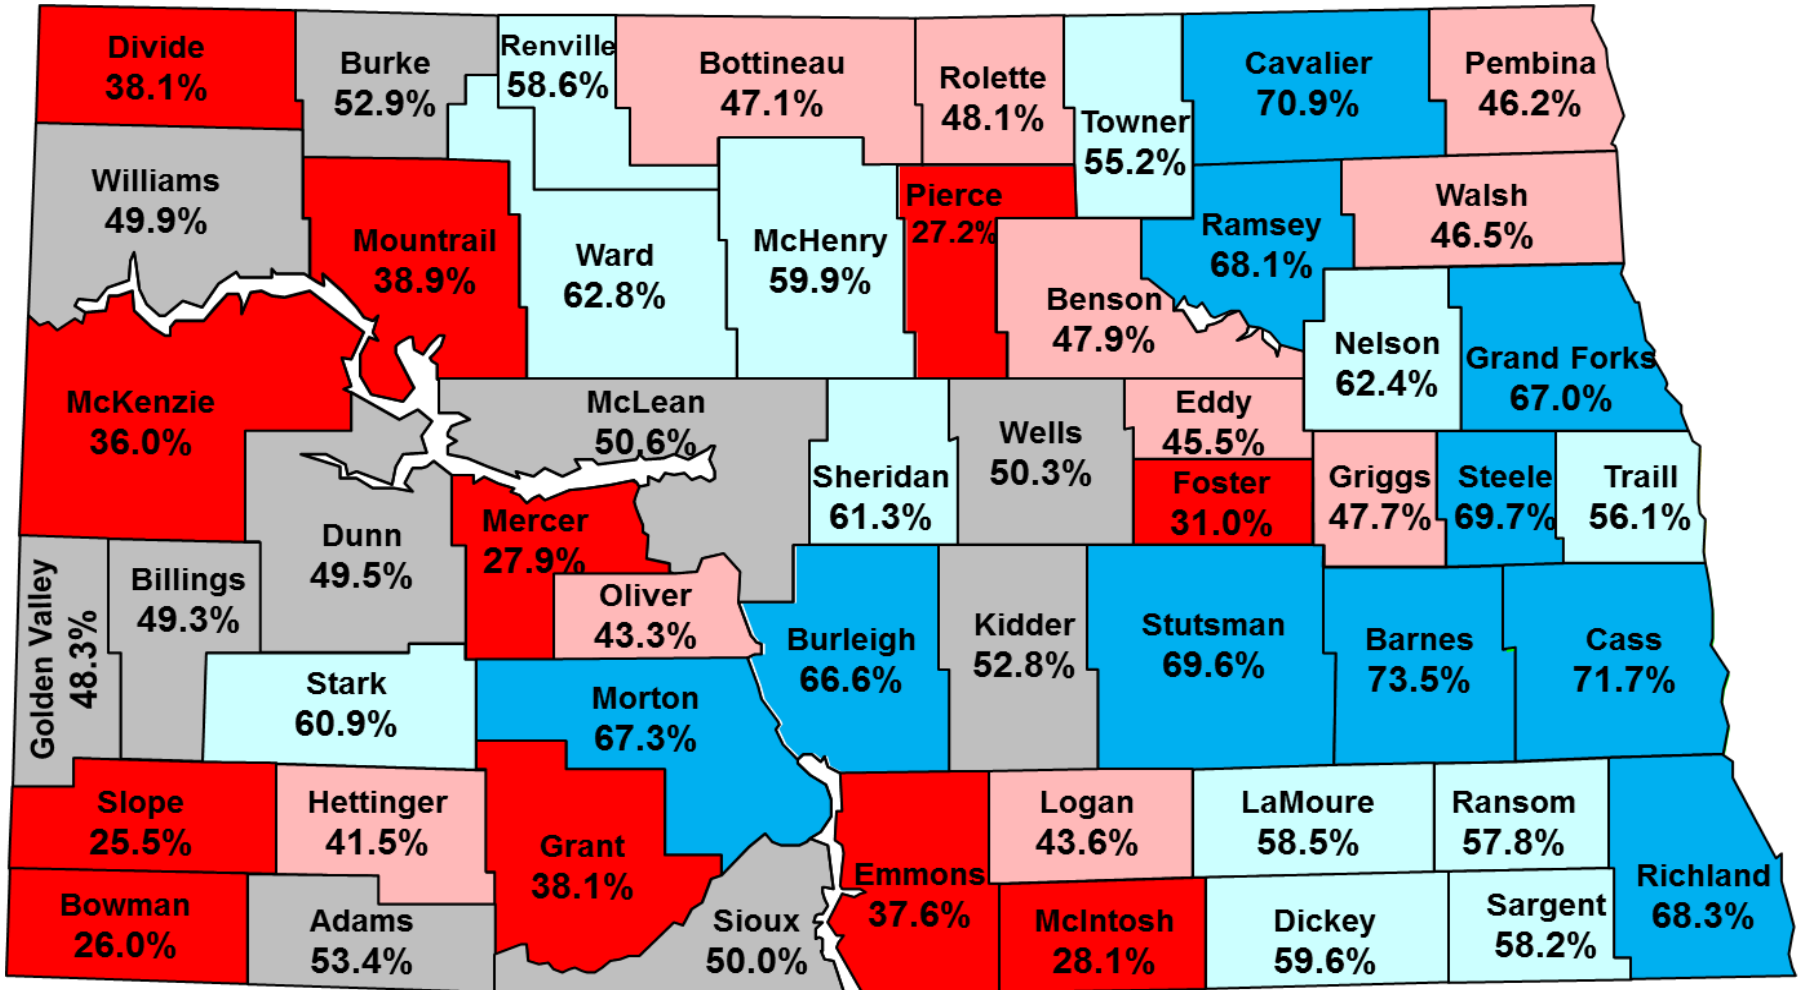 Divide
38.1%
Burke
52.9%
Renville
58.6%
Bottineau
47.1%
Rolette
48.1%
Towner
55.2%
Cavalier
70.9%
Pembina
46.2%
Williams
49.9%
Mountrail
38.9%
Ward
62.8%
McHenry
59.9%
Pierce
27.2%
Benson
47.9%
Ramsey
68.1%
Walsh
46.5%
Nelson
62.4%
Grand Forks
67.0%
McKenzie
36.0%
McLean
50.6%
Sheridan
61.3%
Wells
50.3%
Eddy
45.5%
Foster
31.0%
Griggs
47.7%
Steele
69.7%
Traill
56.1%
Dunn
49.5%
Mercer
27.9%
Oliver
43.3%
Golden Valley
48.3%
Billings
49.3%
Stark
60.9%
Morton
67.3%
Burleigh
66.6%
Kidder
52.8%
Stutsman
69.6%
Barnes
73.5%
Cass
71.7%
Slope
25.5%
Hettinger
41.5%
Grant
38.1%
Emmons
37.6%
Logan
43.6%
LaMoure
58.5%
Ransom
57.8%
Richland
68.3%
Bowman
26.0%
Adams
53.4%
Sioux
50.0%
McIntosh
28.1%
Dickey
59.6%
Sargent
58.2%